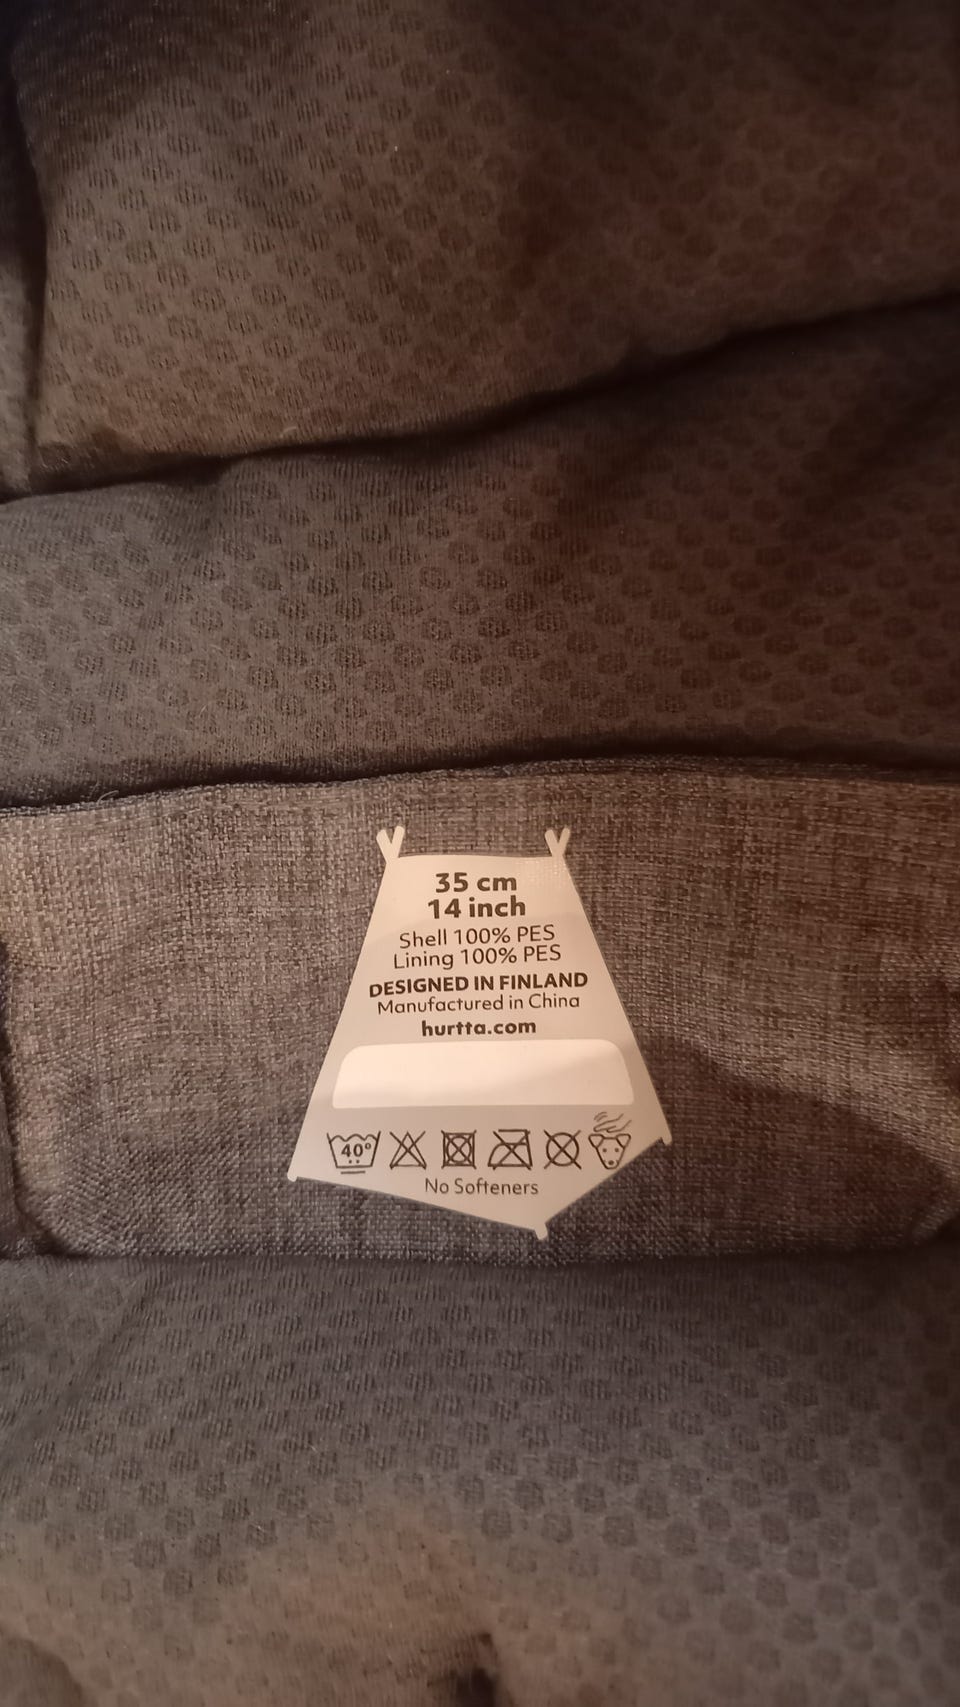 35 cm
14 inch
Shell 100% PES
Lining 100% PES
DESIGNED IN FINLAND
Manufactured in China
hurtta.com
40°
No Softeners